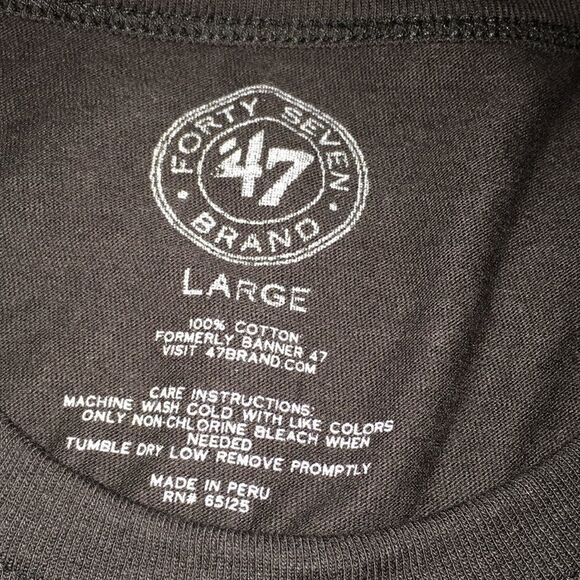 FORTY SEVEN
'47
BRAND
LARGE
100% COTTON
FORMERLY BANNER 47
VISIT 47BRAND.COM
CARE INSTRUCTIONS:
MACHINE WASH COLD WITH LIKE COLORS
ONLY NON-CHLORINE BLEACH WHEN
NEEDED
TUMBLE DRY LOW REMOVE PROMPTLY
MADE IN PERU
RN# 65125